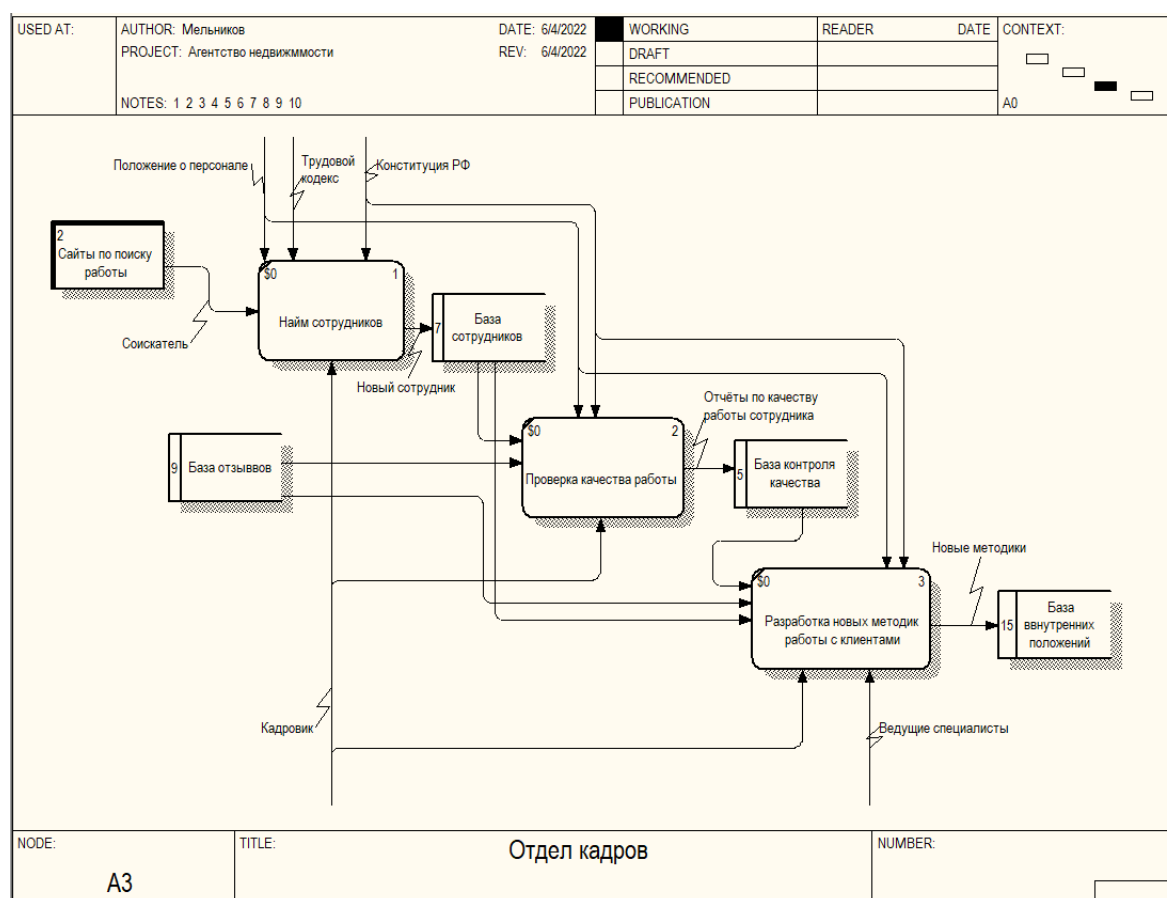 USED AT:
AUTHOR: Мельников
DATE: 6/4/2022
WORKING
READER
DATE
CONTEXT:
PROJECT: Агентство недвижммости
REV: 6/4/2022
DRAFT
RECOMMENDED
NOTES: 1 2 3 4 5 6 7 8 9 10
PUBLICATION
A0
Положение о персонале
Трудовой
кодекс
Конституция РФ
2
Сайты по поиску
работы
$0
1
Найм сотрудников
Соискатель
7
База
сотрудников
Новый сотрудник
Отчёты по качеству
работы сотрудника
9
База отзыввов
$0
2
Проверка качества работы
5
База контроля
качества
Новые методики
$0
3
Разработка новых методик
работы с клиентами
15
База
ввнутренних
положений
Кадровик
Ведущие специалисты
NODE:
TITLE:
Отдел кадров
NUMBER:
A3